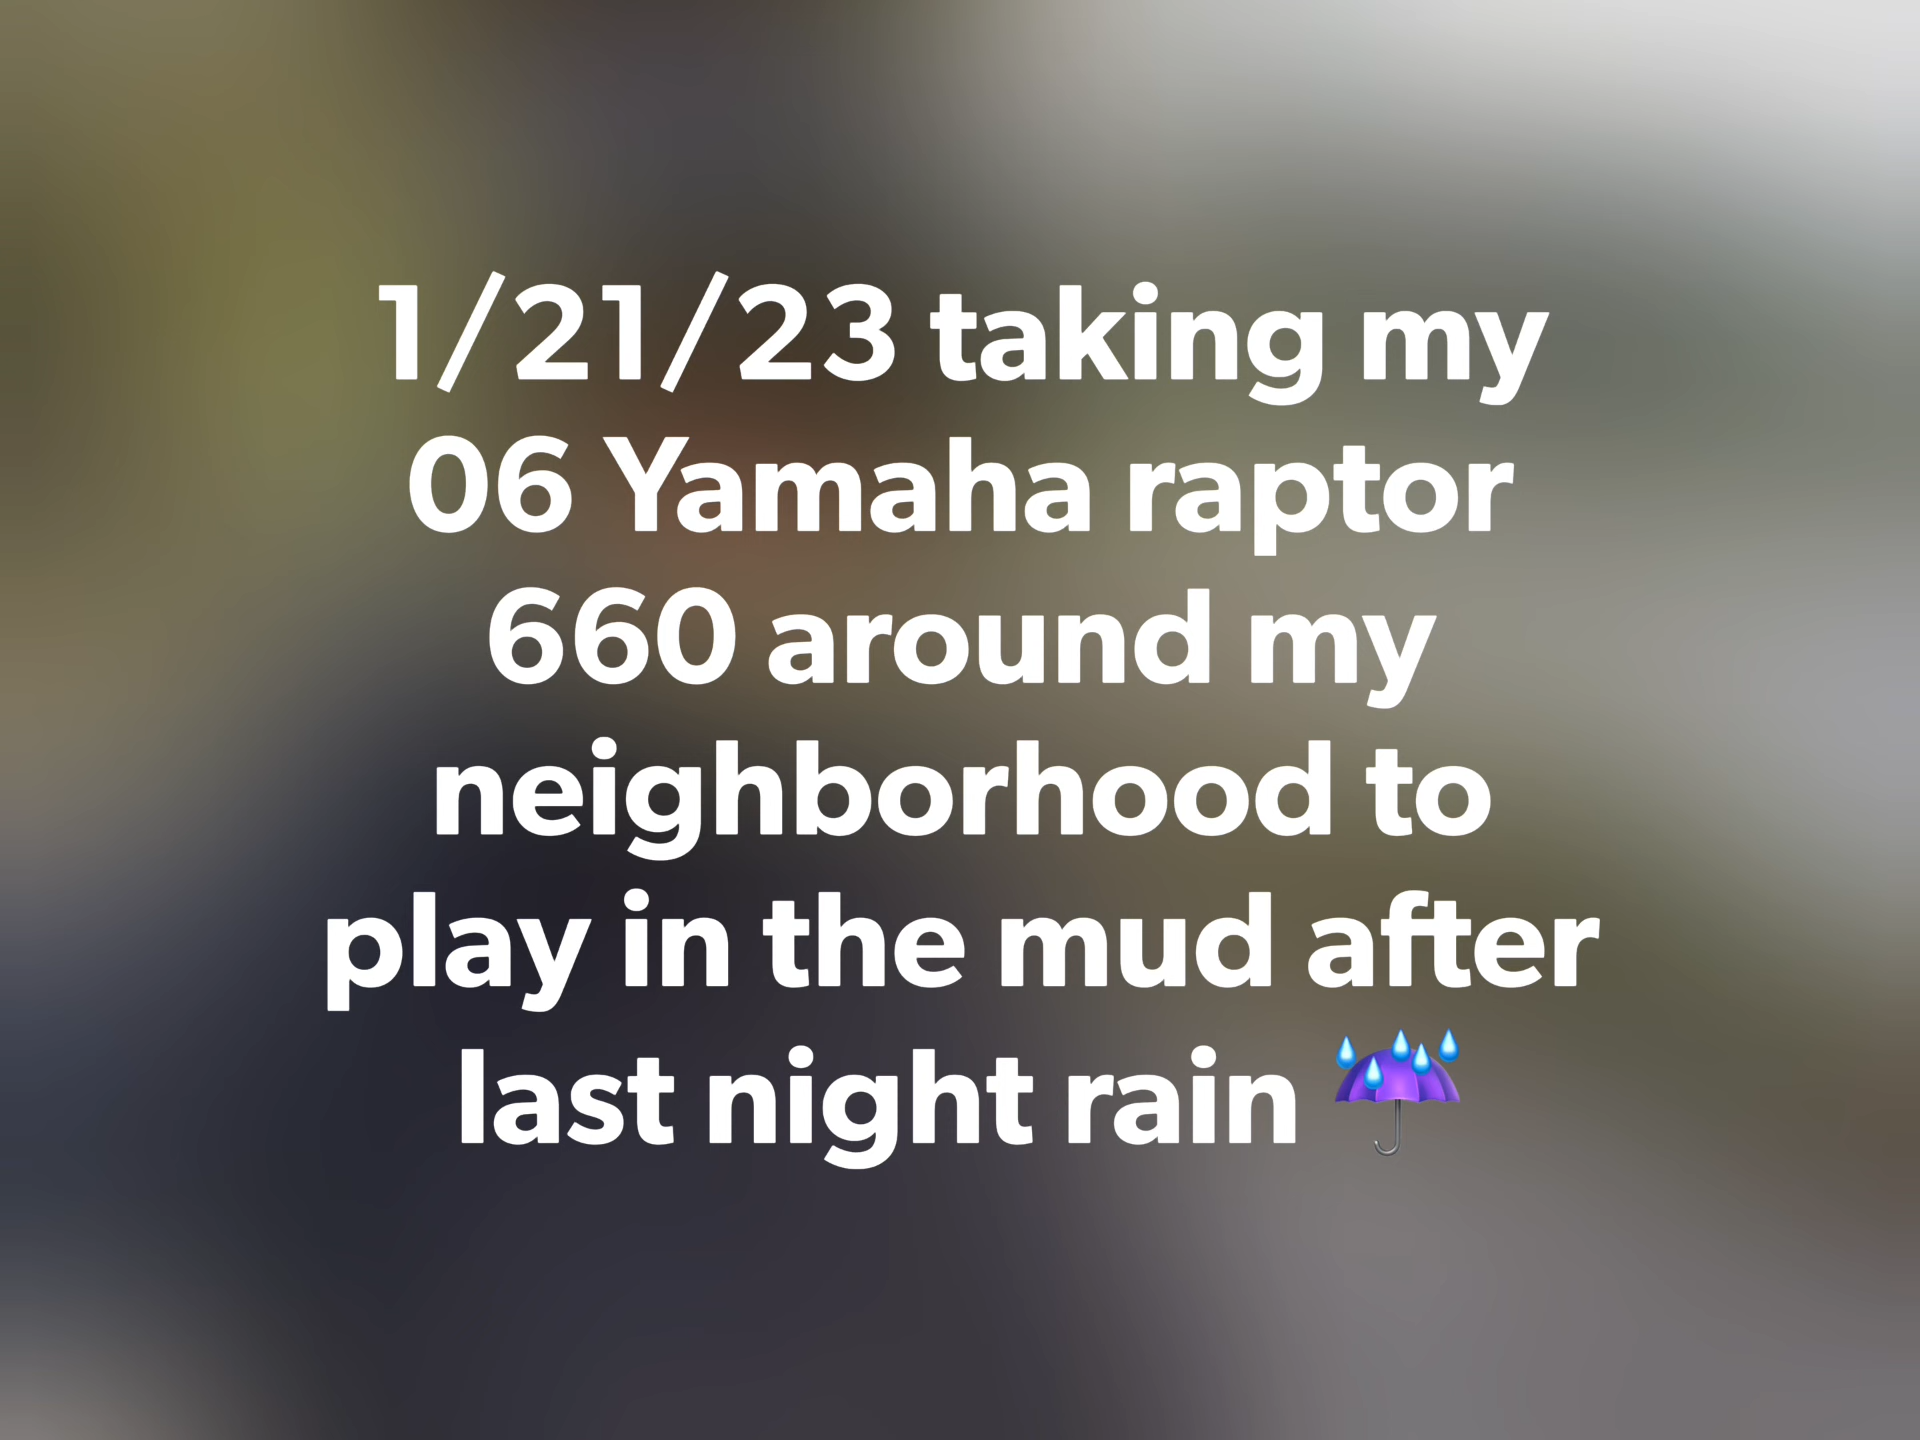 1/21/23 taking my
06 Yamaha raptor
660 around my
neighborhood to
play in the mud after
last night rain ☔